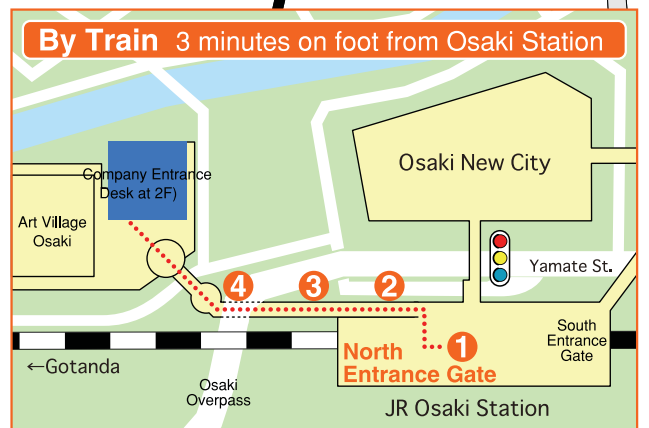 By Train 3 minutes on foot from Osaki Station
Osaki New City
Company Entrance
Desk at 2F)
Art Village
Osaki
Yamate St.
4
3
2
1
North
Entrance Gate
South
Entrance
Gate
←Gotanda
Osaki
Overpass
JR Osaki Station